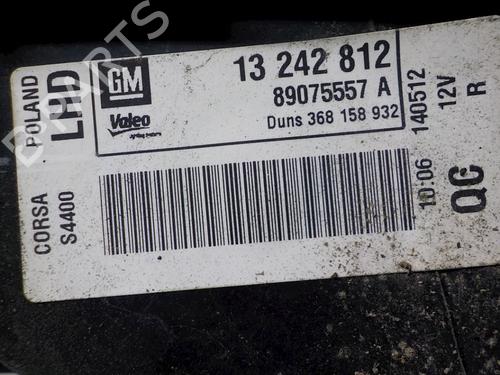 POLAND
LHD
GM
Valeo
13 242 812
89075557 A
Duns 368 158 932
140512
12V
R
CORSA
S4400
10:06
QC
B PARTS